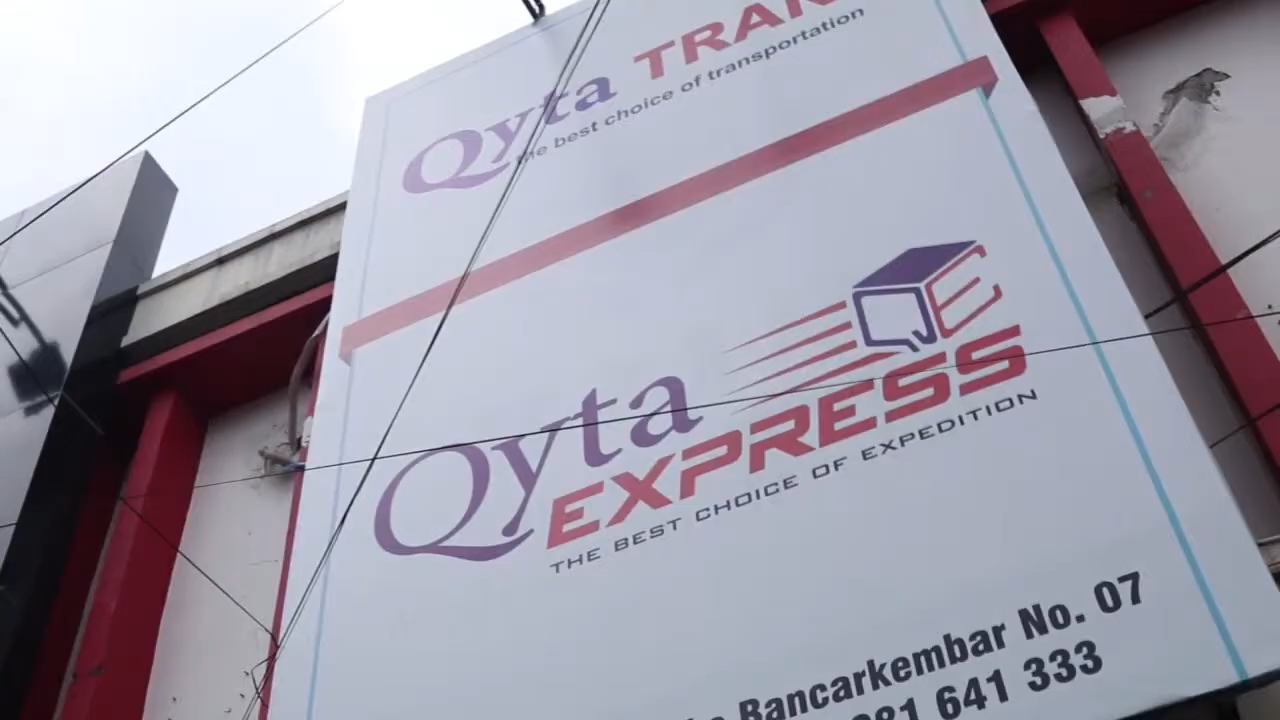 Qyta TRAN
the best choice of transportation
Qyta
EXPRESS
THE BEST CHOICE OF EXPEDITION
Bancarkembar No. 07
641 333